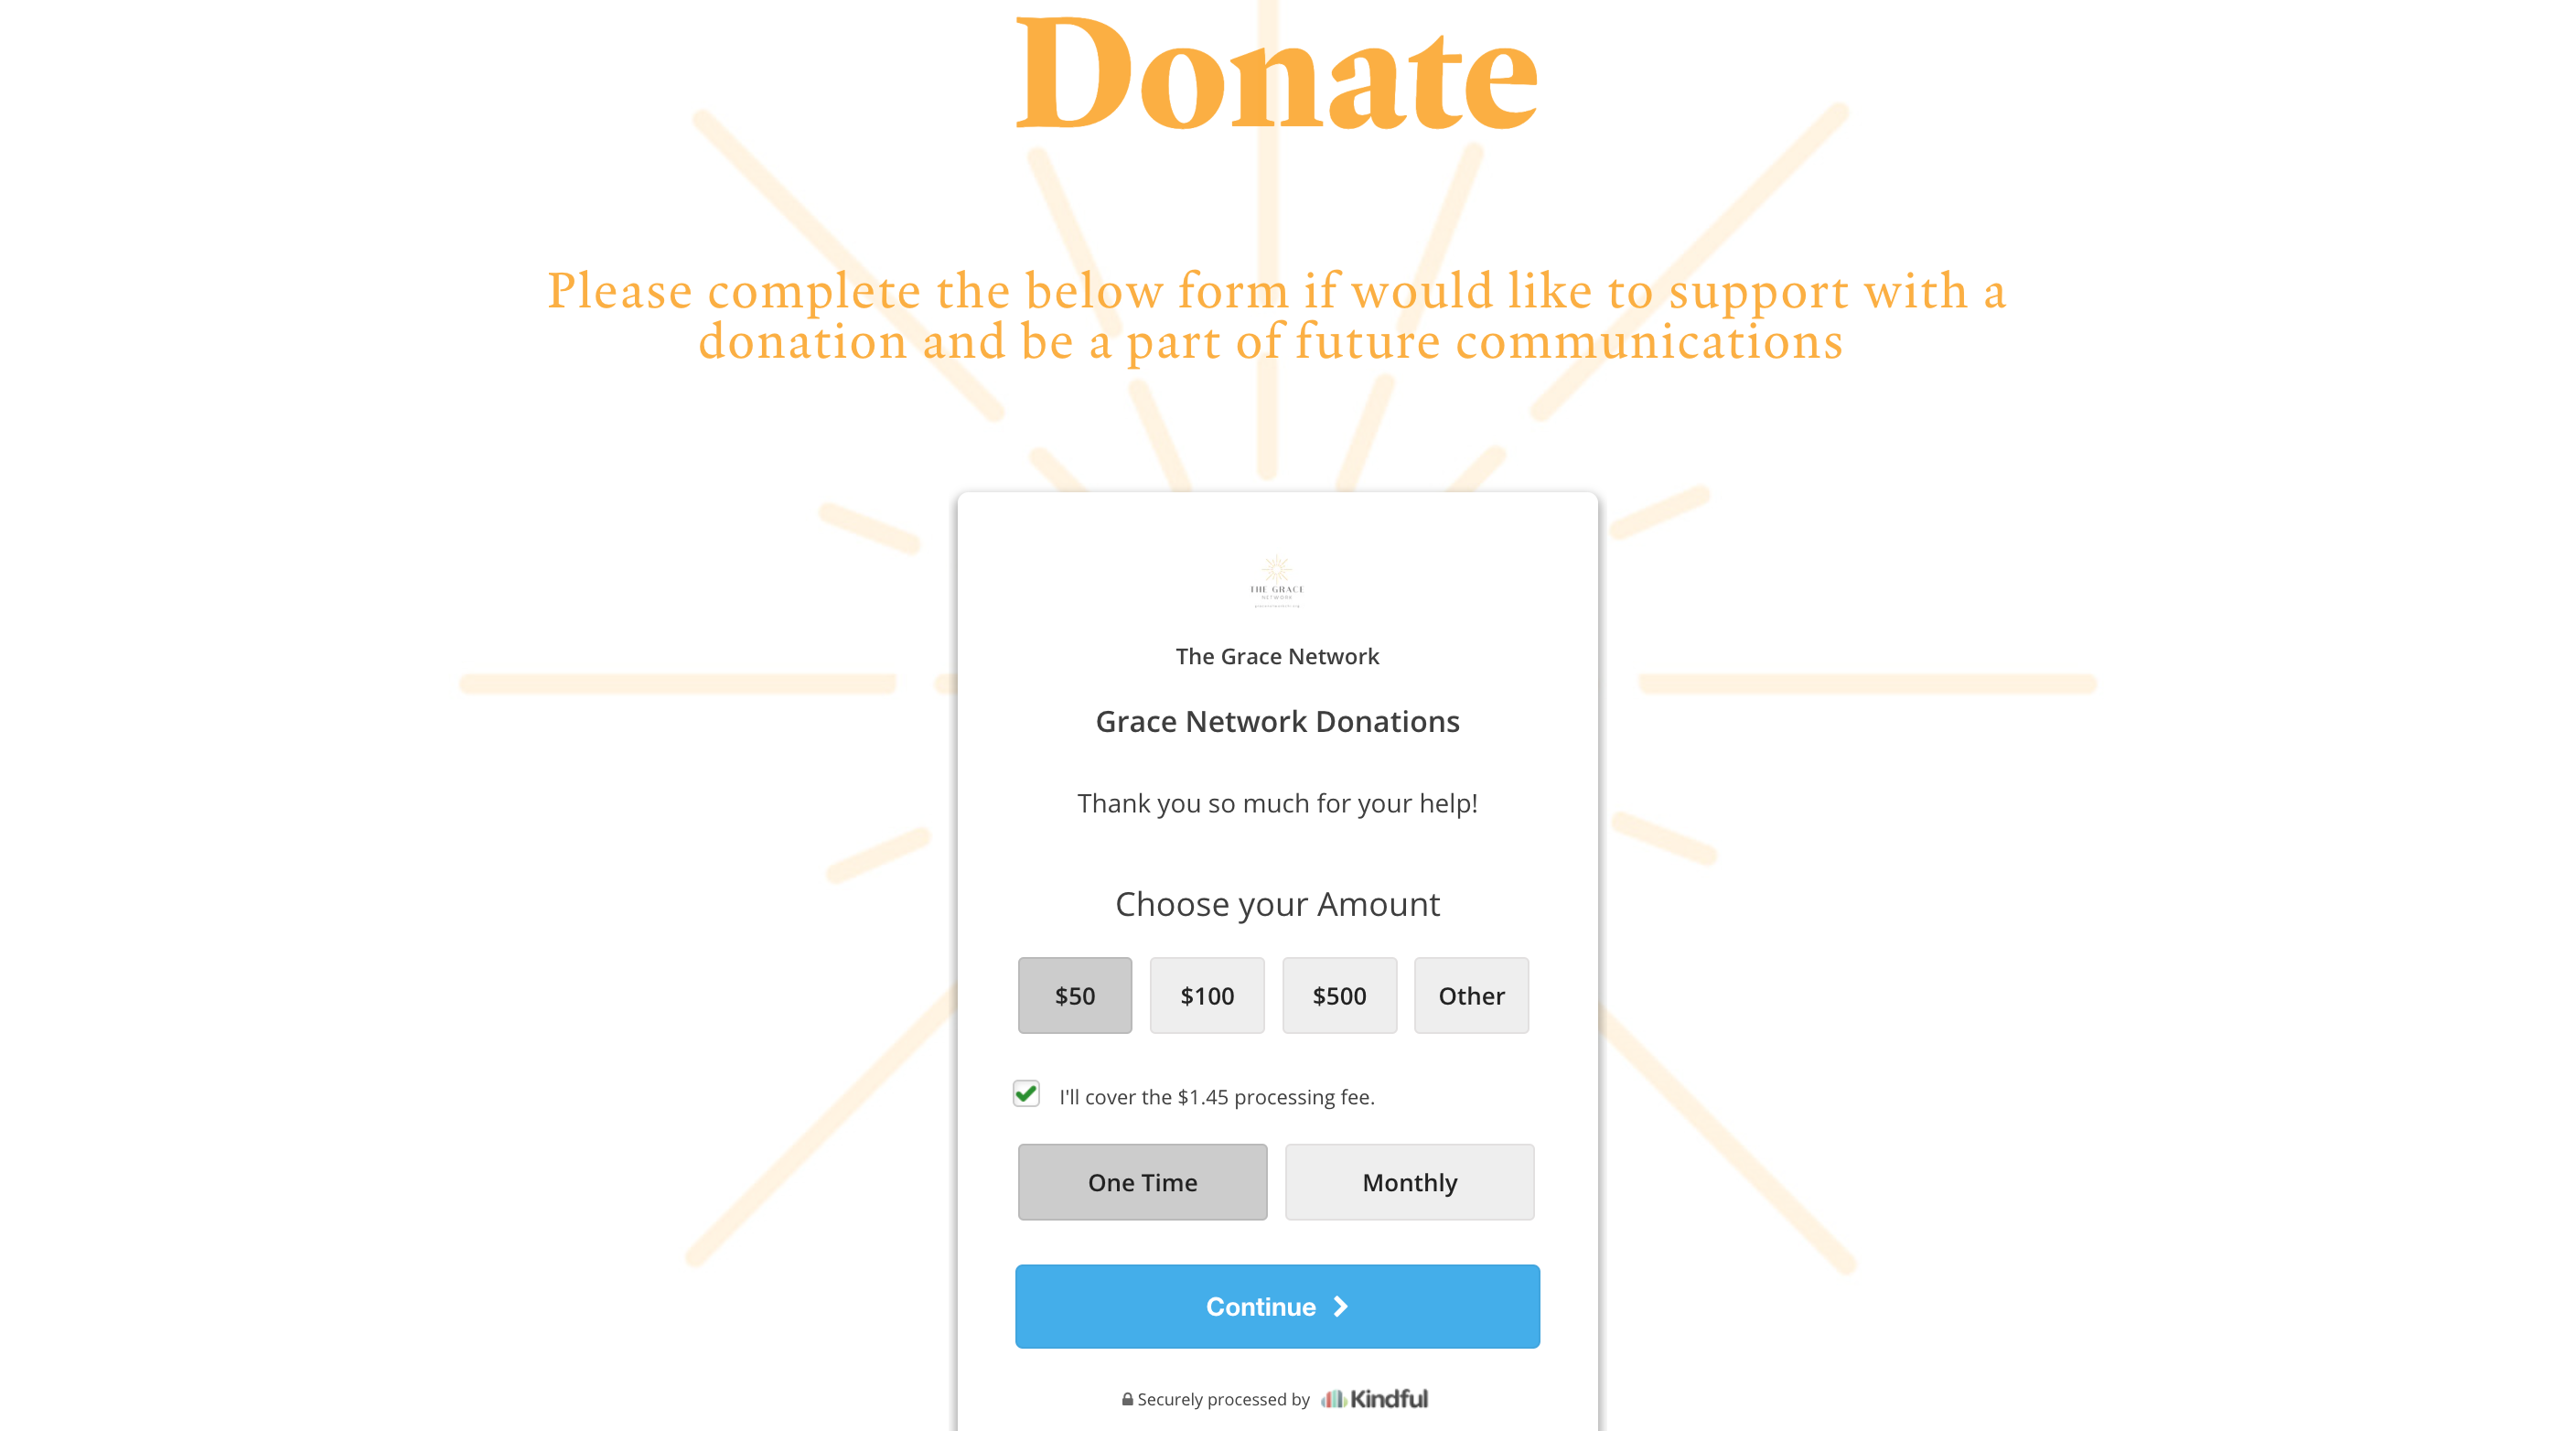 Donate
Please complete the below form if would like to support with a
donation and be a part of future communications
THE GRACE
NETWORK
The Grace Network
Grace Network Donations
Thank you so much for your help!
Choose your Amount
$50 $100 $500 Other
I'll cover the $1.45 processing fee.
One Time Monthly
Continue
Securely processed by Kindful